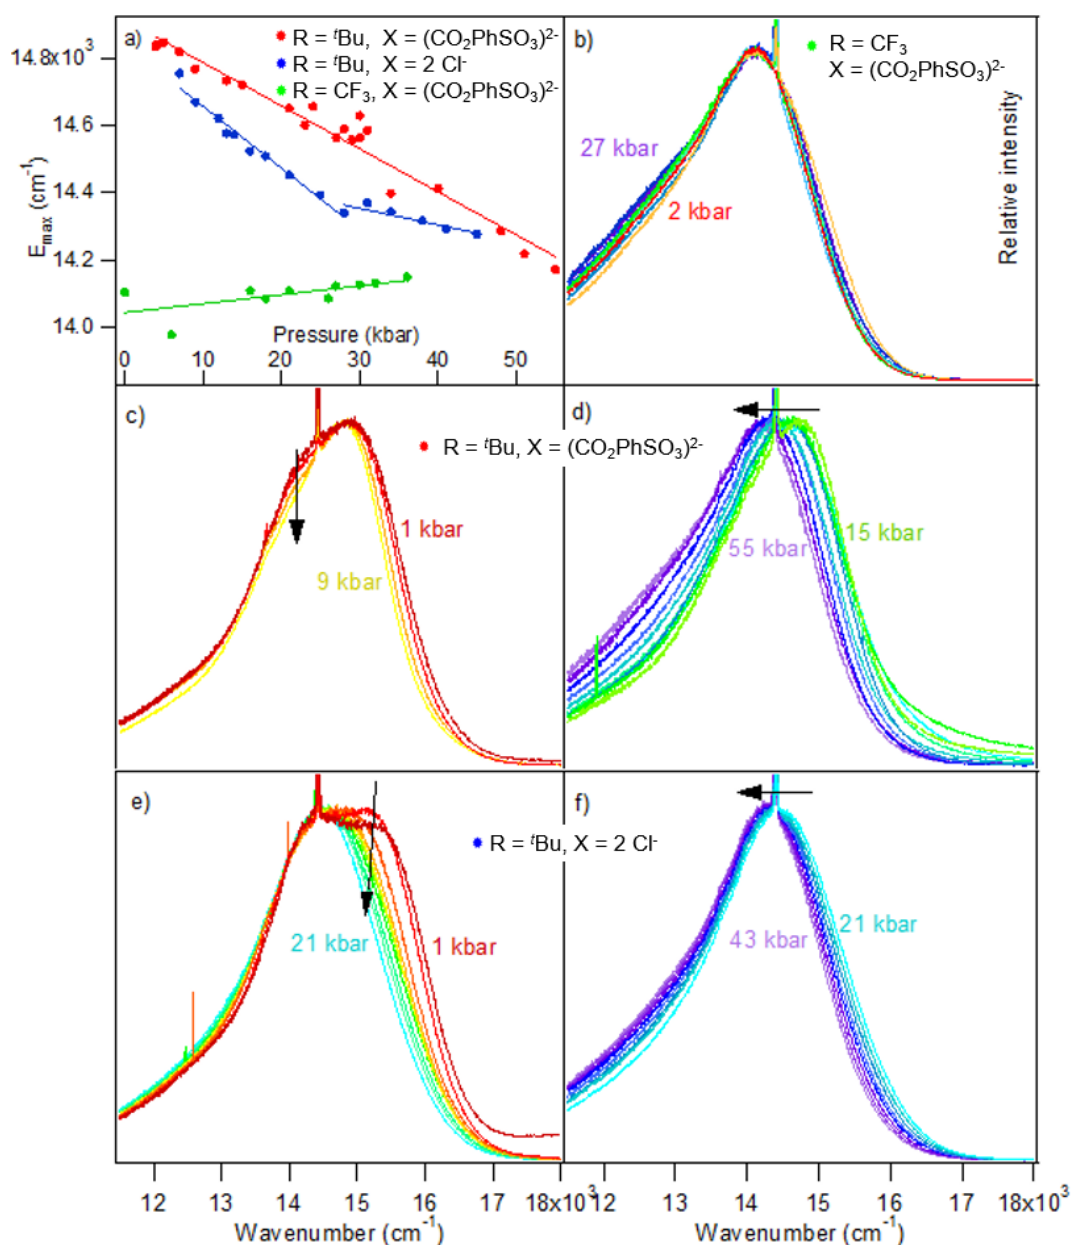 a)
R = ᵗBu, X = (CO₂PhSO₃)²⁻
R = ᵗBu, X = 2 Cl⁻
R = CF₃, X = (CO₂PhSO₃)²⁻
14.8x10³
14.6
14.4
14.2
14.0
Eₘₐₓ (cm⁻¹)
Pressure (kbar)
0 10 20 30 40 50
b)
R = CF₃
X = (CO₂PhSO₃)²⁻
27 kbar
2 kbar
Relative intensity
c)
R = ᵗBu, X = (CO₂PhSO₃)²⁻
1 kbar
9 kbar
d)
55 kbar
15 kbar
e)
R = ᵗBu, X = 2 Cl⁻
21 kbar
1 kbar
f)
43 kbar
21 kbar
12 13 14 15 16 17 18x10³
Wavenumber (cm⁻¹)
12 13 14 15 16 17 18x10³
Wavenumber (cm⁻¹)